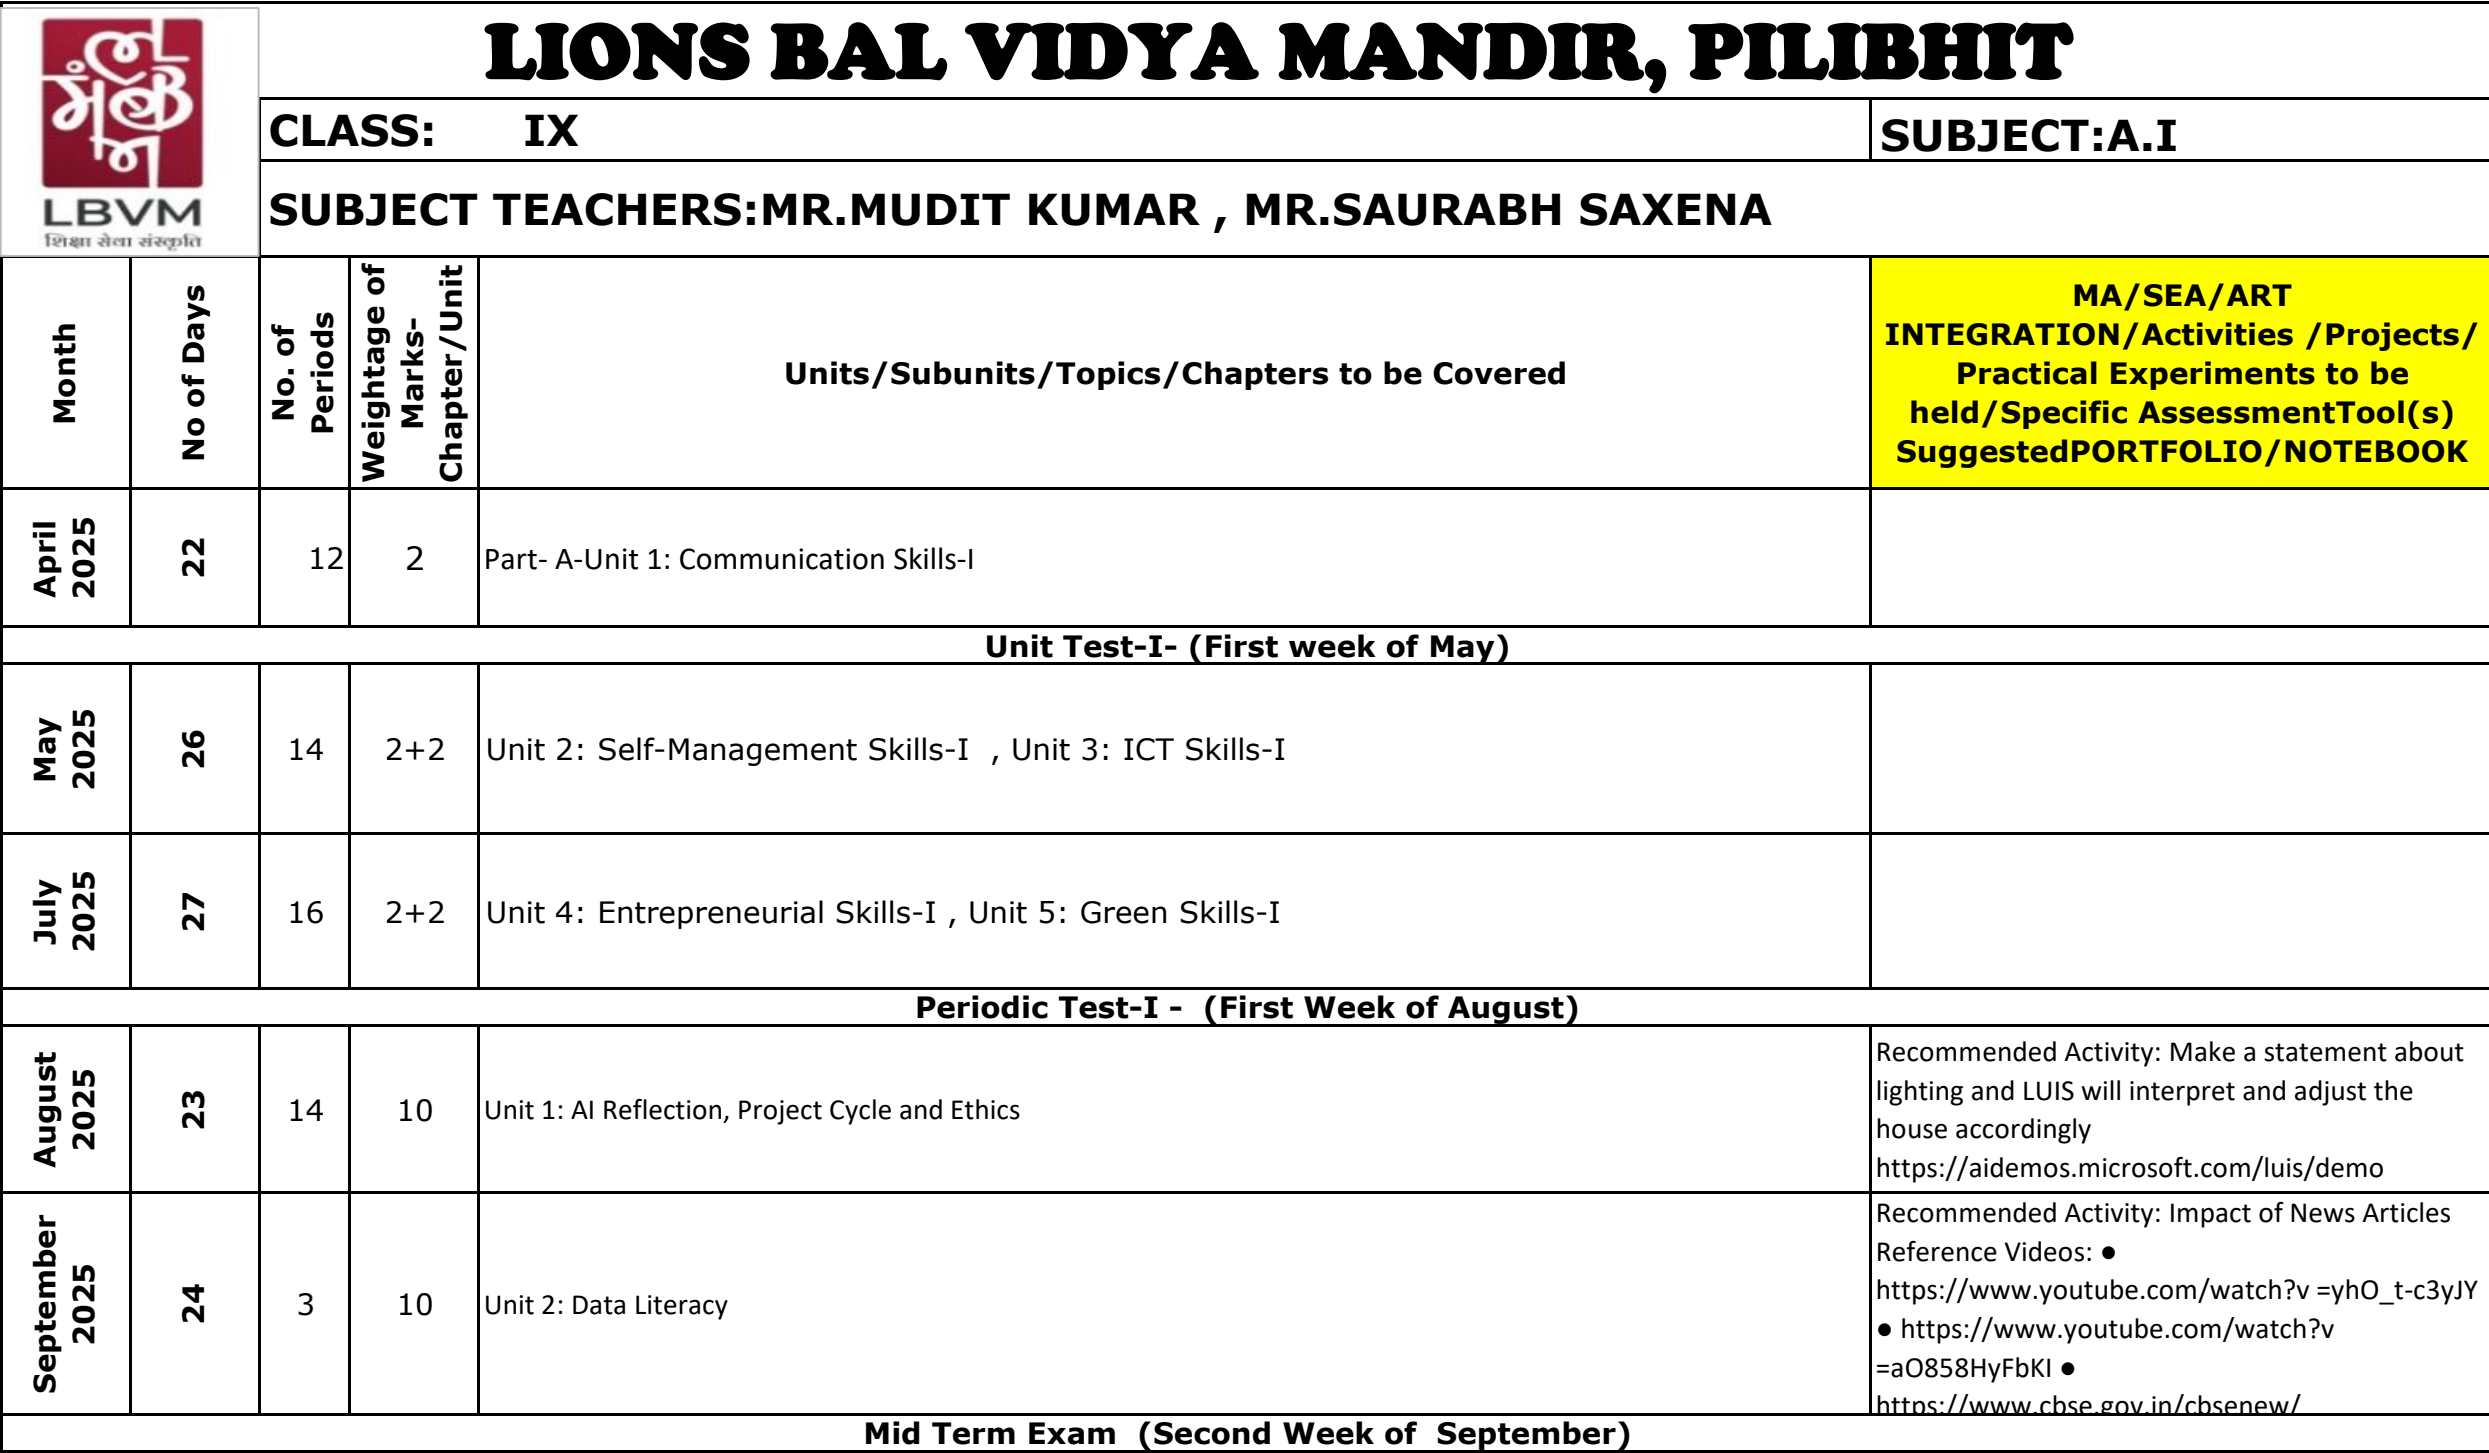 LIONS BAL VIDYA MANDIR, PILIBHIT
LBVM
शिक्षा सेवा संस्कृति
CLASS: IX
SUBJECT:A.I
SUBJECT TEACHERS:MR.MUDIT KUMAR , MR.SAURABH SAXENA
Month
No of Days
No. of
Periods
Weightage of
Marks-
Chapter/Unit
Units/Subunits/Topics/Chapters to be Covered
MA/SEA/ART
INTEGRATION/Activities /Projects/
Practical Experiments to be
held/Specific AssessmentTool(s)
SuggestedPORTFOLIO/NOTEBOOK
April
2025
22
12
2
Part- A-Unit 1: Communication Skills-I
Unit Test-I- (First week of May)
May
2025
26
14
2+2
Unit 2: Self-Management Skills-I , Unit 3: ICT Skills-I
July
2025
27
16
2+2
Unit 4: Entrepreneurial Skills-I , Unit 5: Green Skills-I
Periodic Test-I - (First Week of August)
August
2025
23
14
10
Unit 1: AI Reflection, Project Cycle and Ethics
Recommended Activity: Make a statement about
lighting and LUIS will interpret and adjust the
house accordingly
https://aidemos.microsoft.com/luis/demo
September
2025
24
3
10
Unit 2: Data Literacy
Recommended Activity: Impact of News Articles
Reference Videos: ●
https://www.youtube.com/watch?v =yhO_t-c3yJY
● https://www.youtube.com/watch?v
=aO858HyFbKI ●
https://www.cbse.gov.in/cbsenew/
Mid Term Exam (Second Week of September)